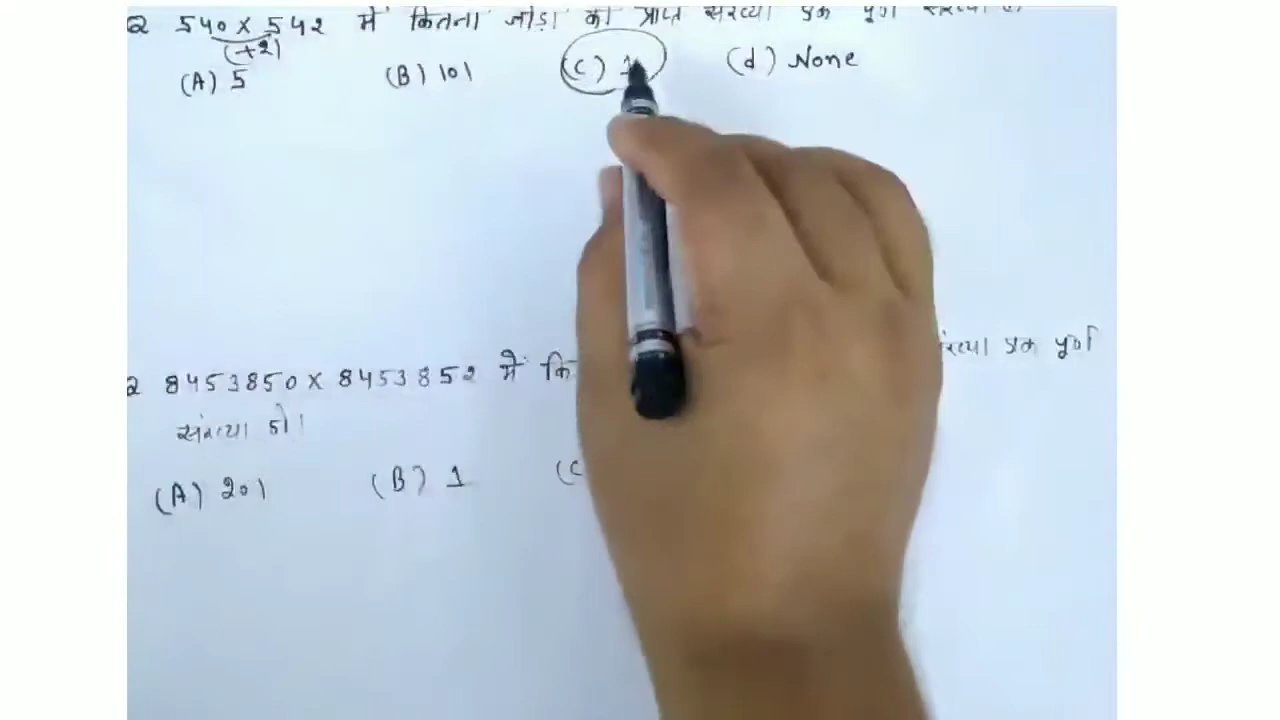 2 540 × 542 में कितना जोड़ा की प्राप्त संख्या एक पूर्ण संख्या हो
(+2)
(A) 5 (B) 101 (C) 1 (d) None
2 8453850 × 8453852 में कि संख्या एक पूर्ण
संख्या हो।
(A) 201 (B) 1 (C